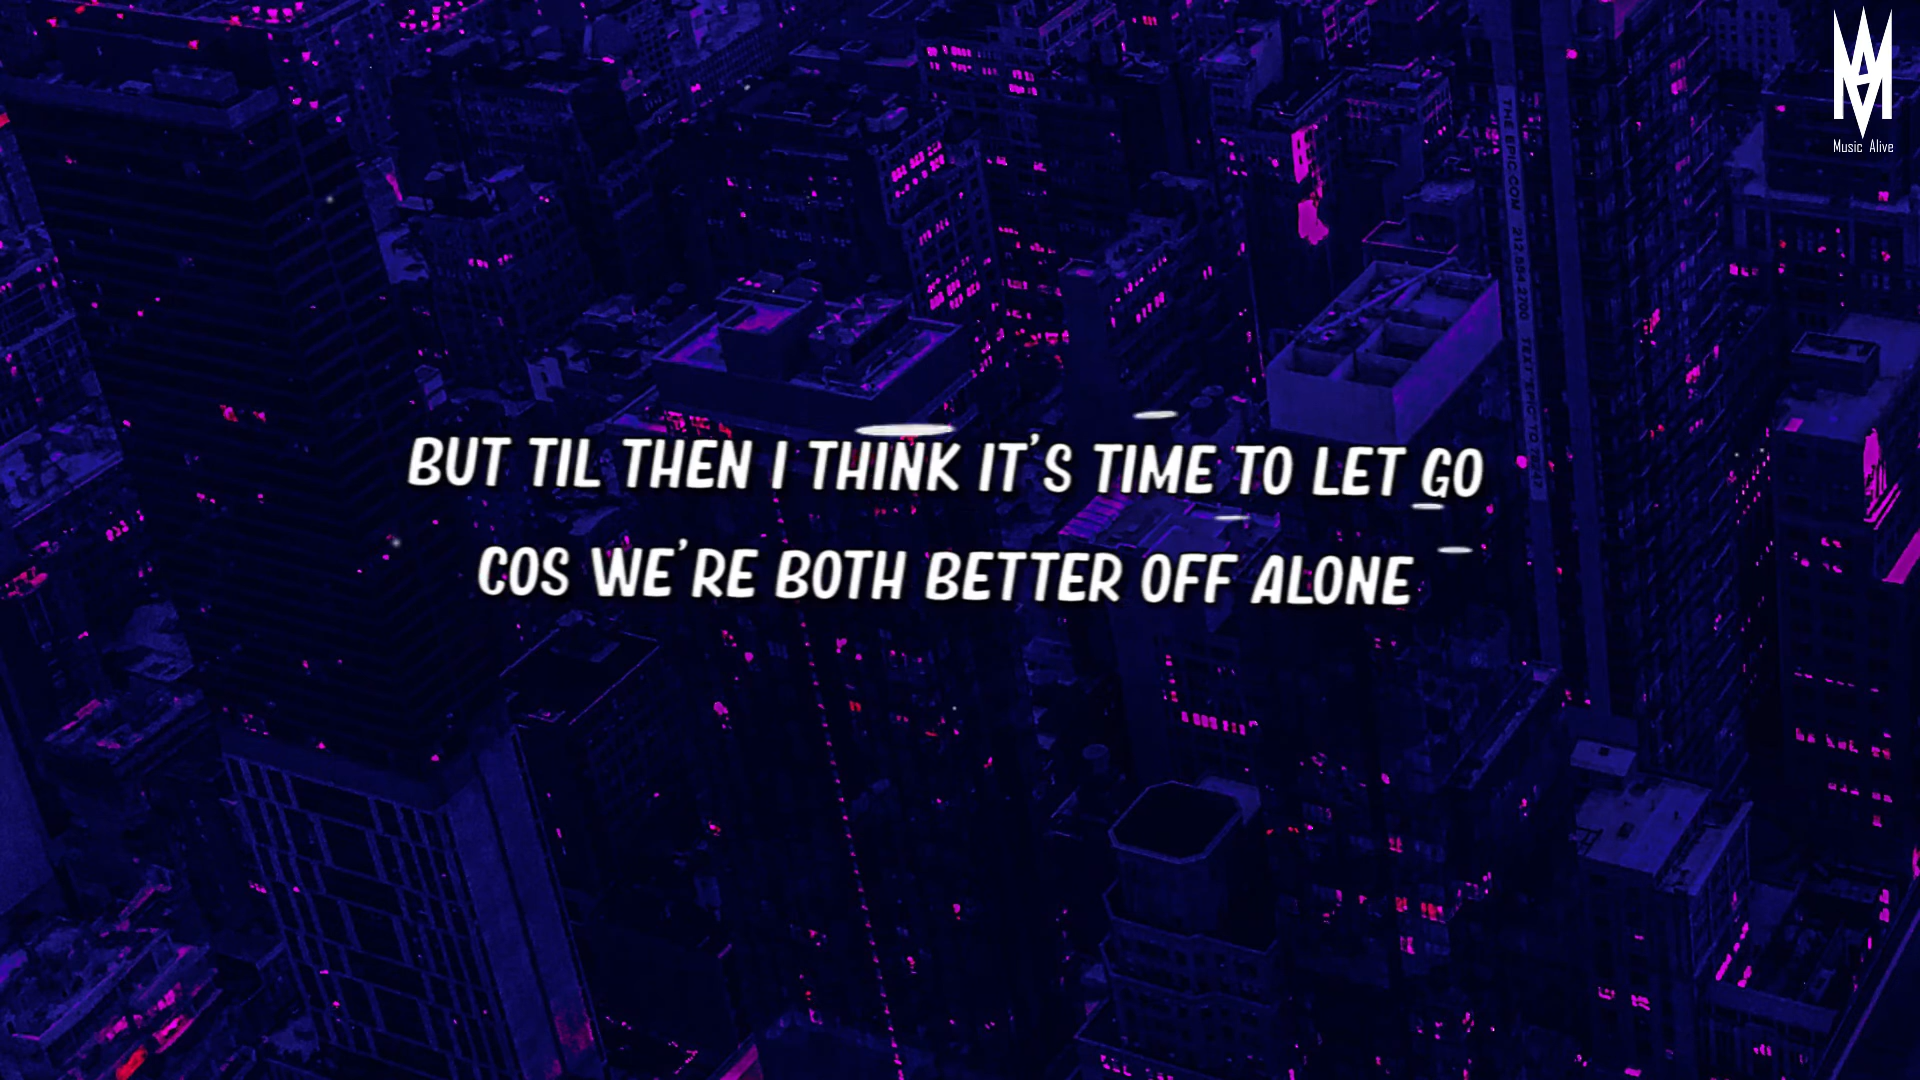 Music Alive
BUT TIL THEN I THINK IT'S TIME TO LET GO
COS WE'RE BOTH BETTER OFF ALONE